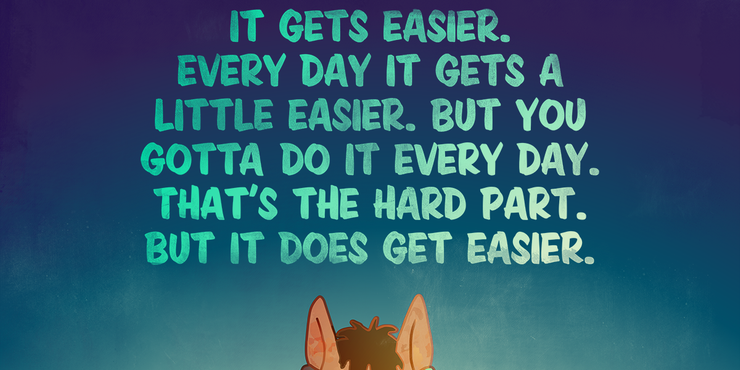 IT GETS EASIER.
EVERY DAY IT GETS A
LITTLE EASIER. BUT YOU
GOTTA DO IT EVERY DAY.
THAT'S THE HARD PART.
BUT IT DOES GET EASIER.